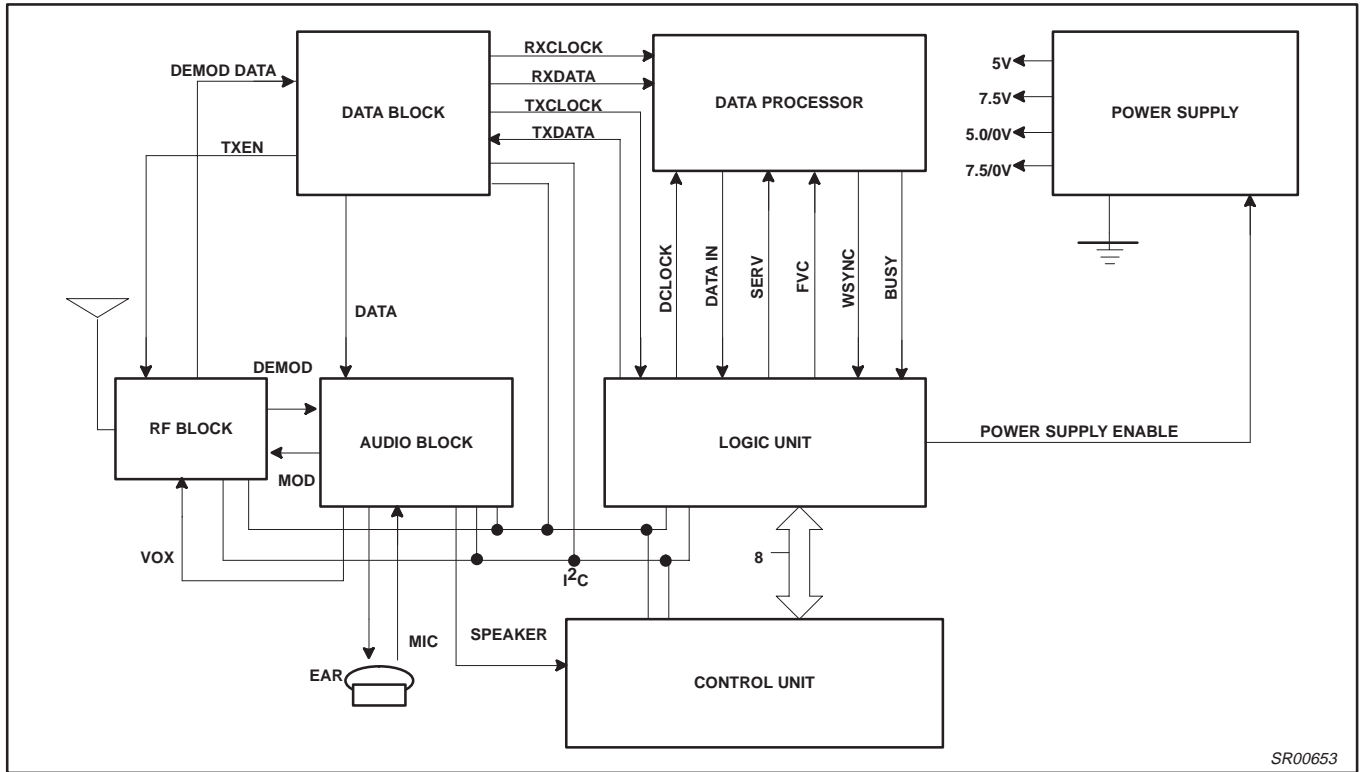 RXCLOCK
DEMOD DATA
RXDATA
TXCLOCK
TXDATA
TXEN
DATA BLOCK
DATA PROCESSOR
POWER SUPPLY
5V
7.5V
5.0/0V
7.5/0V
DCLOCK
DATA IN
SERV
FVC
WSYNC
BUSY
DATA
DEMOD
RF BLOCK
AUDIO BLOCK
LOGIC UNIT
POWER SUPPLY ENABLE
MOD
VOX
I2C
8
MIC
SPEAKER
EAR
CONTROL UNIT
SR00653